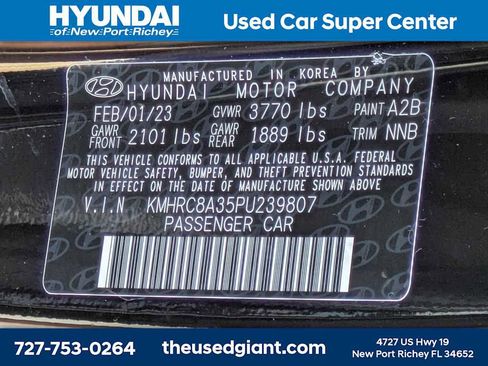 HYUNDAI
of New Port Richey
Used Car Super Center
MANUFACTURED IN KOREA BY
HYUNDAI MOTOR COMPANY
FEB/01/23 GVWR 3770 lbs PAINT A2B
GAWR FRONT 2101 lbs GAWR REAR 1889 lbs TRIM NNB
THIS VEHICLE CONFORMS TO ALL APPLICABLE U.S.A. FEDERAL
MOTOR VEHICLE SAFETY, BUMPER, AND THEFT PREVENTION
STANDARDS IN EFFECT ON THE DATE OF MANUFACTURE SHOWN ABOVE.
V.I.N KMHRC8A35PU239807
PASSENGER CAR
727-753-0264
theusedgiant.com
4727 US Hwy 19
New Port Richey FL 34652